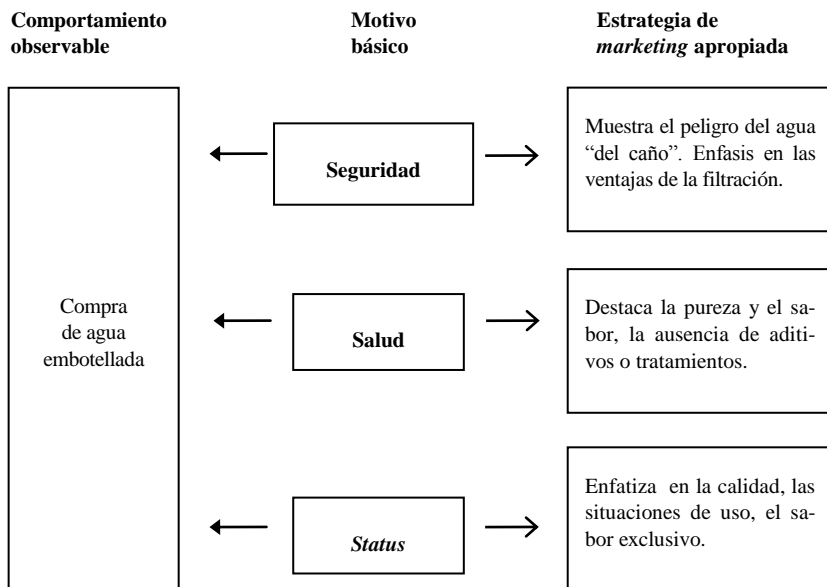 Comportamiento
observable
Motivo
básico
Estrategia de
marketing apropiada
Compra
de agua
embotellada
Seguridad
Muestra el peligro del agua
“del caño”. Enfasis en las
ventajas de la filtración.
Salud
Destaca la pureza y el sa-
bor, la ausencia de aditi-
vos o tratamientos.
Status
Enfatiza en la calidad, las
situaciones de uso, el sa-
bor exclusivo.